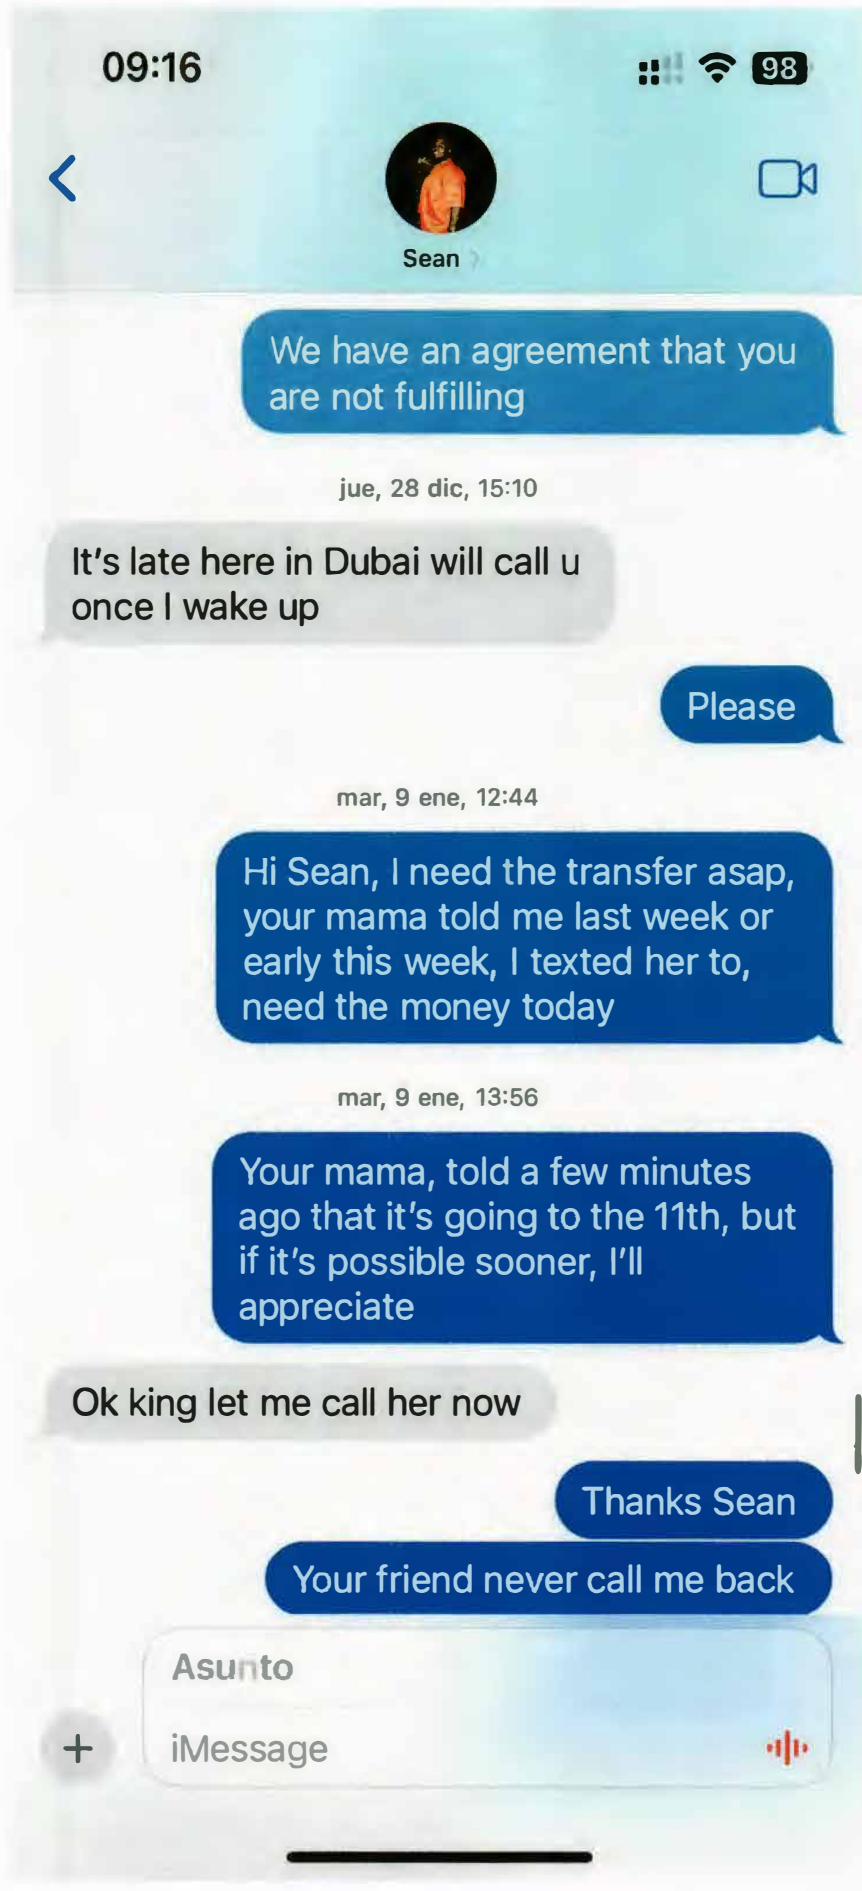 09:16
98
Sean
We have an agreement that you
are not fulfilling
jue, 28 dic, 15:10
It's late here in Dubai will call u
once I wake up
Please
mar, 9 ene, 12:44
Hi Sean, I need the transfer asap,
your mama told me last week or
early this week, I texted her to,
need the money today
mar, 9 ene, 13:56
Your mama, told a few minutes
ago that it's going to the 11th, but
if it's possible sooner, I'll
appreciate
Ok king let me call her now
Thanks Sean
Your friend never call me back
Asunto
iMessage